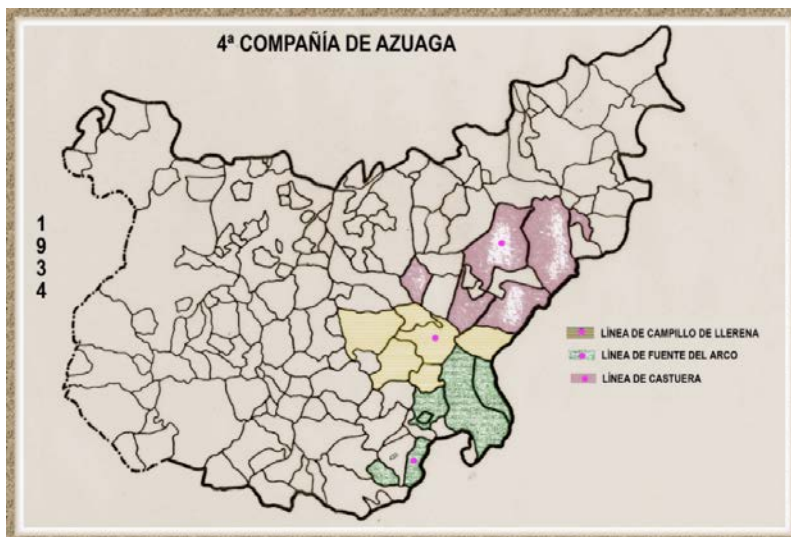 4ª COMPAÑÍA DE AZUAGA
1
9
3
4
LÍNEA DE CAMPILLO DE LLERENA
LÍNEA DE FUENTE DEL ARCO
LÍNEA DE CASTUERA